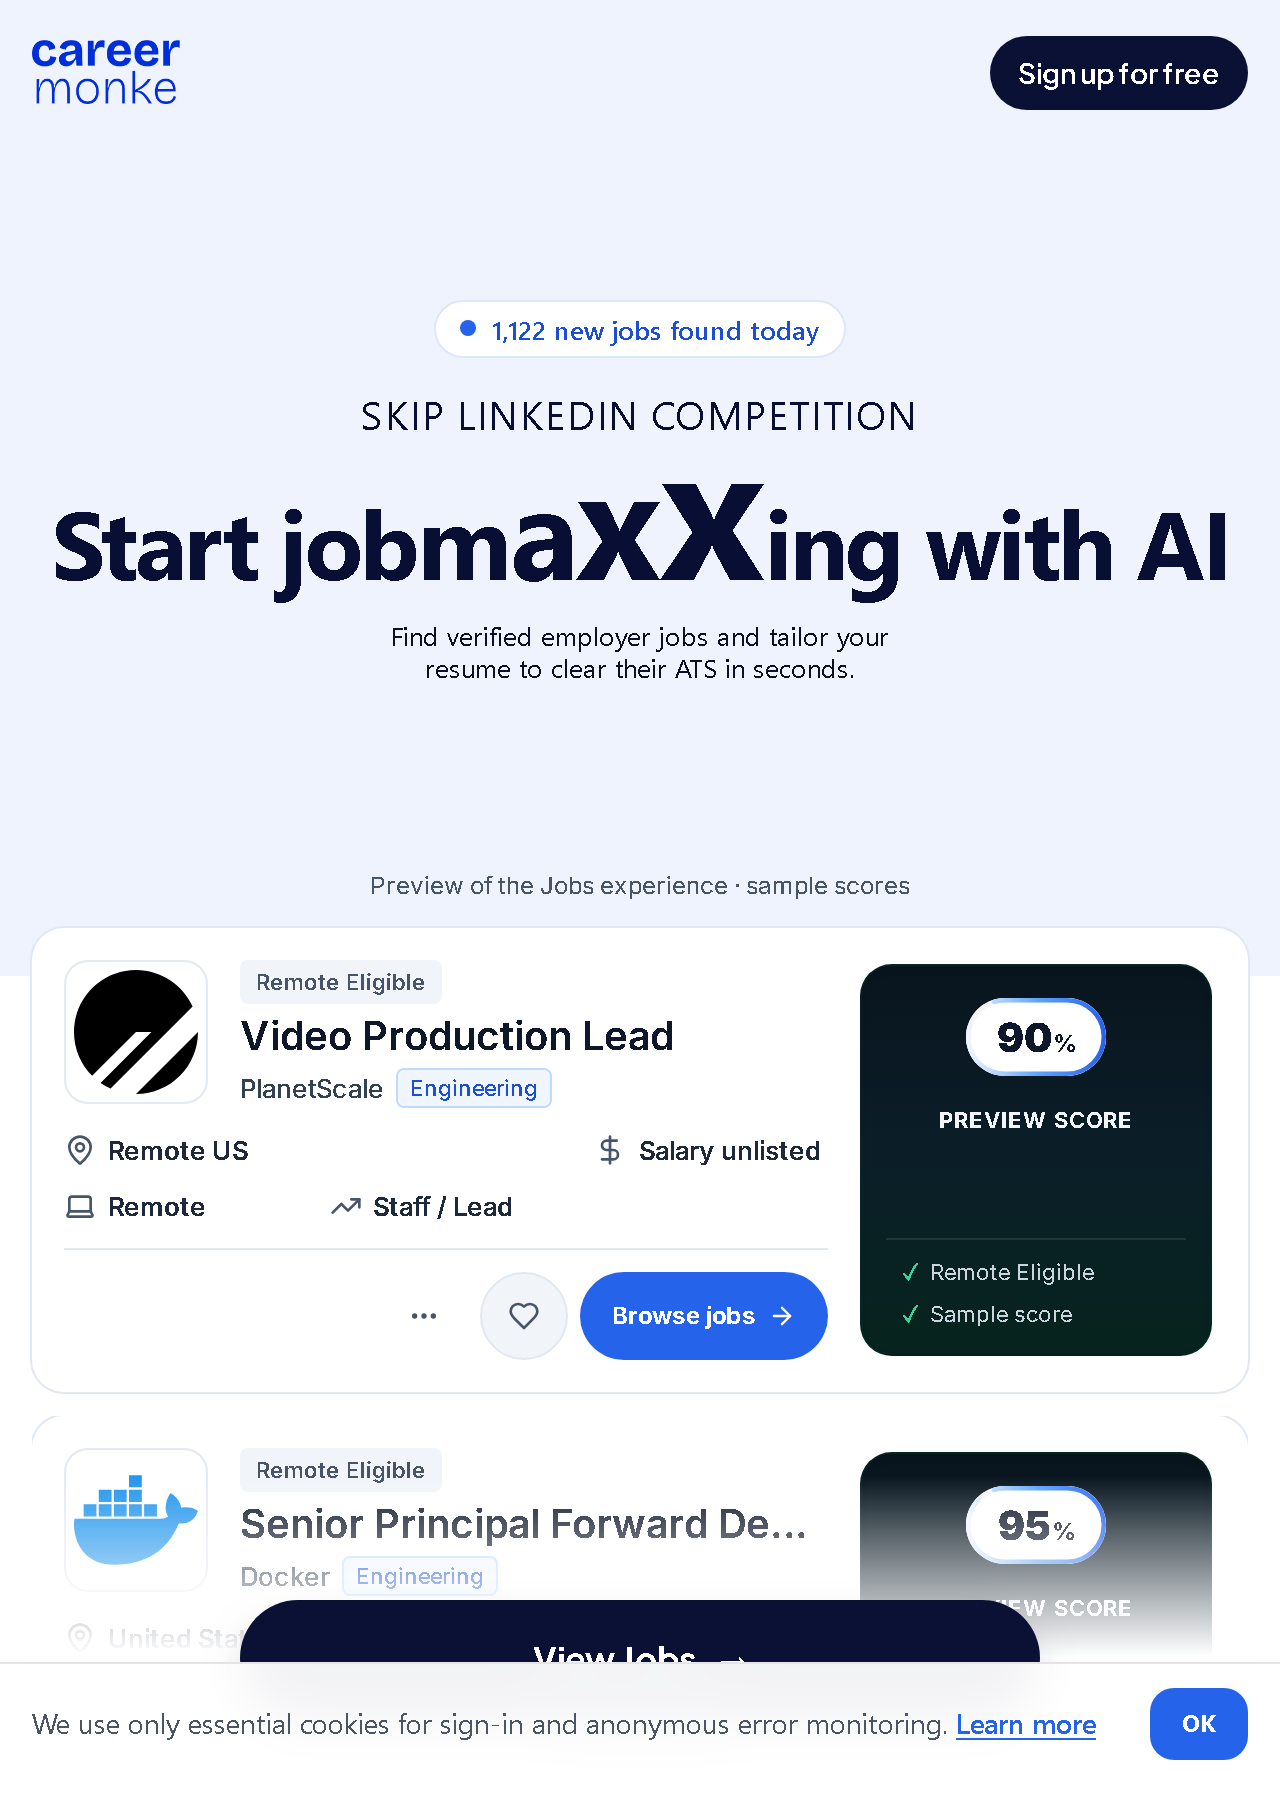 career
monke
Sign up for free
1,122 new jobs found today
SKIP LINKEDIN COMPETITION
Start jobmaxXing with AI
Find verified employer jobs and tailor your
resume to clear their ATS in seconds.
Preview of the Jobs experience · sample scores
Remote Eligible
Video Production Lead
PlanetScale Engineering
Remote US
Salary unlisted
Remote
Staff / Lead
Browse jobs →
90%
PREVIEW SCORE
✓ Remote Eligible
✓ Sample score
Remote Eligible
Senior Principal Forward De...
Docker Engineering
United Stat
95%
EW SCORE
View Jobs →
We use only essential cookies for sign-in and anonymous error monitoring. Learn more
OK